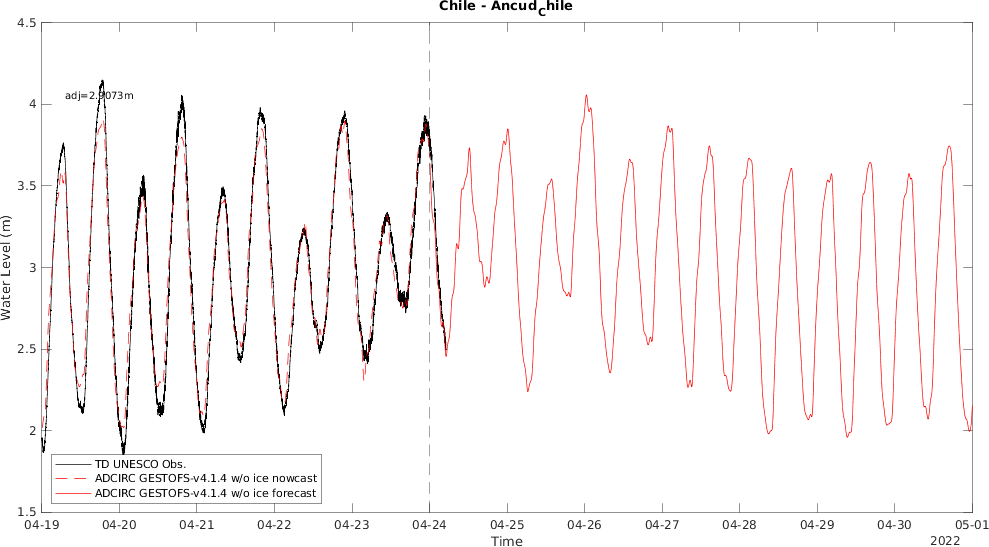 Chile - Ancud_Chile
4.5
4
3.5
3
2.5
2
1.5
Water Level (m)
adj=2.9073m
TD UNESCO Obs.
ADCIRC GESTOFS-v4.1.4 w/o ice nowcast
ADCIRC GESTOFS-v4.1.4 w/o ice forecast
04-19 04-20 04-21 04-22 04-23 04-24 04-25 04-26 04-27 04-28 04-29 04-30 05-01
Time
2022